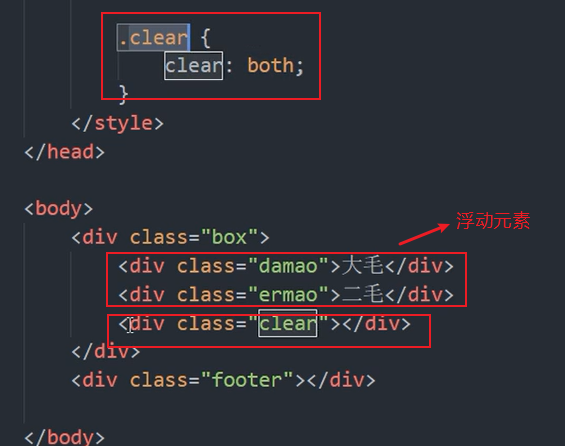 .clear {
clear: both;
}
</style>
</head>
<body>
<div class="box">
浮动元素
<div class="damao">大毛</div>
<div class="ermao">二毛</div>
<div class="clear"></div>
</div>
<div class="footer"></div>
</body>